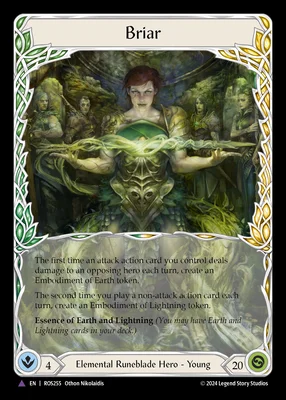 Briar
The first time an attack action card you control deals
damage to an opposing hero each turn, create an
Embodiment of Earth token.
The second time you play a non-attack action card each
turn, create an Embodiment of Lightning token.
Essence of Earth and Lightning (You may have Earth and
Lightning cards in your deck.)
4
Elemental Runeblade Hero - Young
20
EN | ROS255 Othon Nikolaidis
© 2024 Legend Story Studios